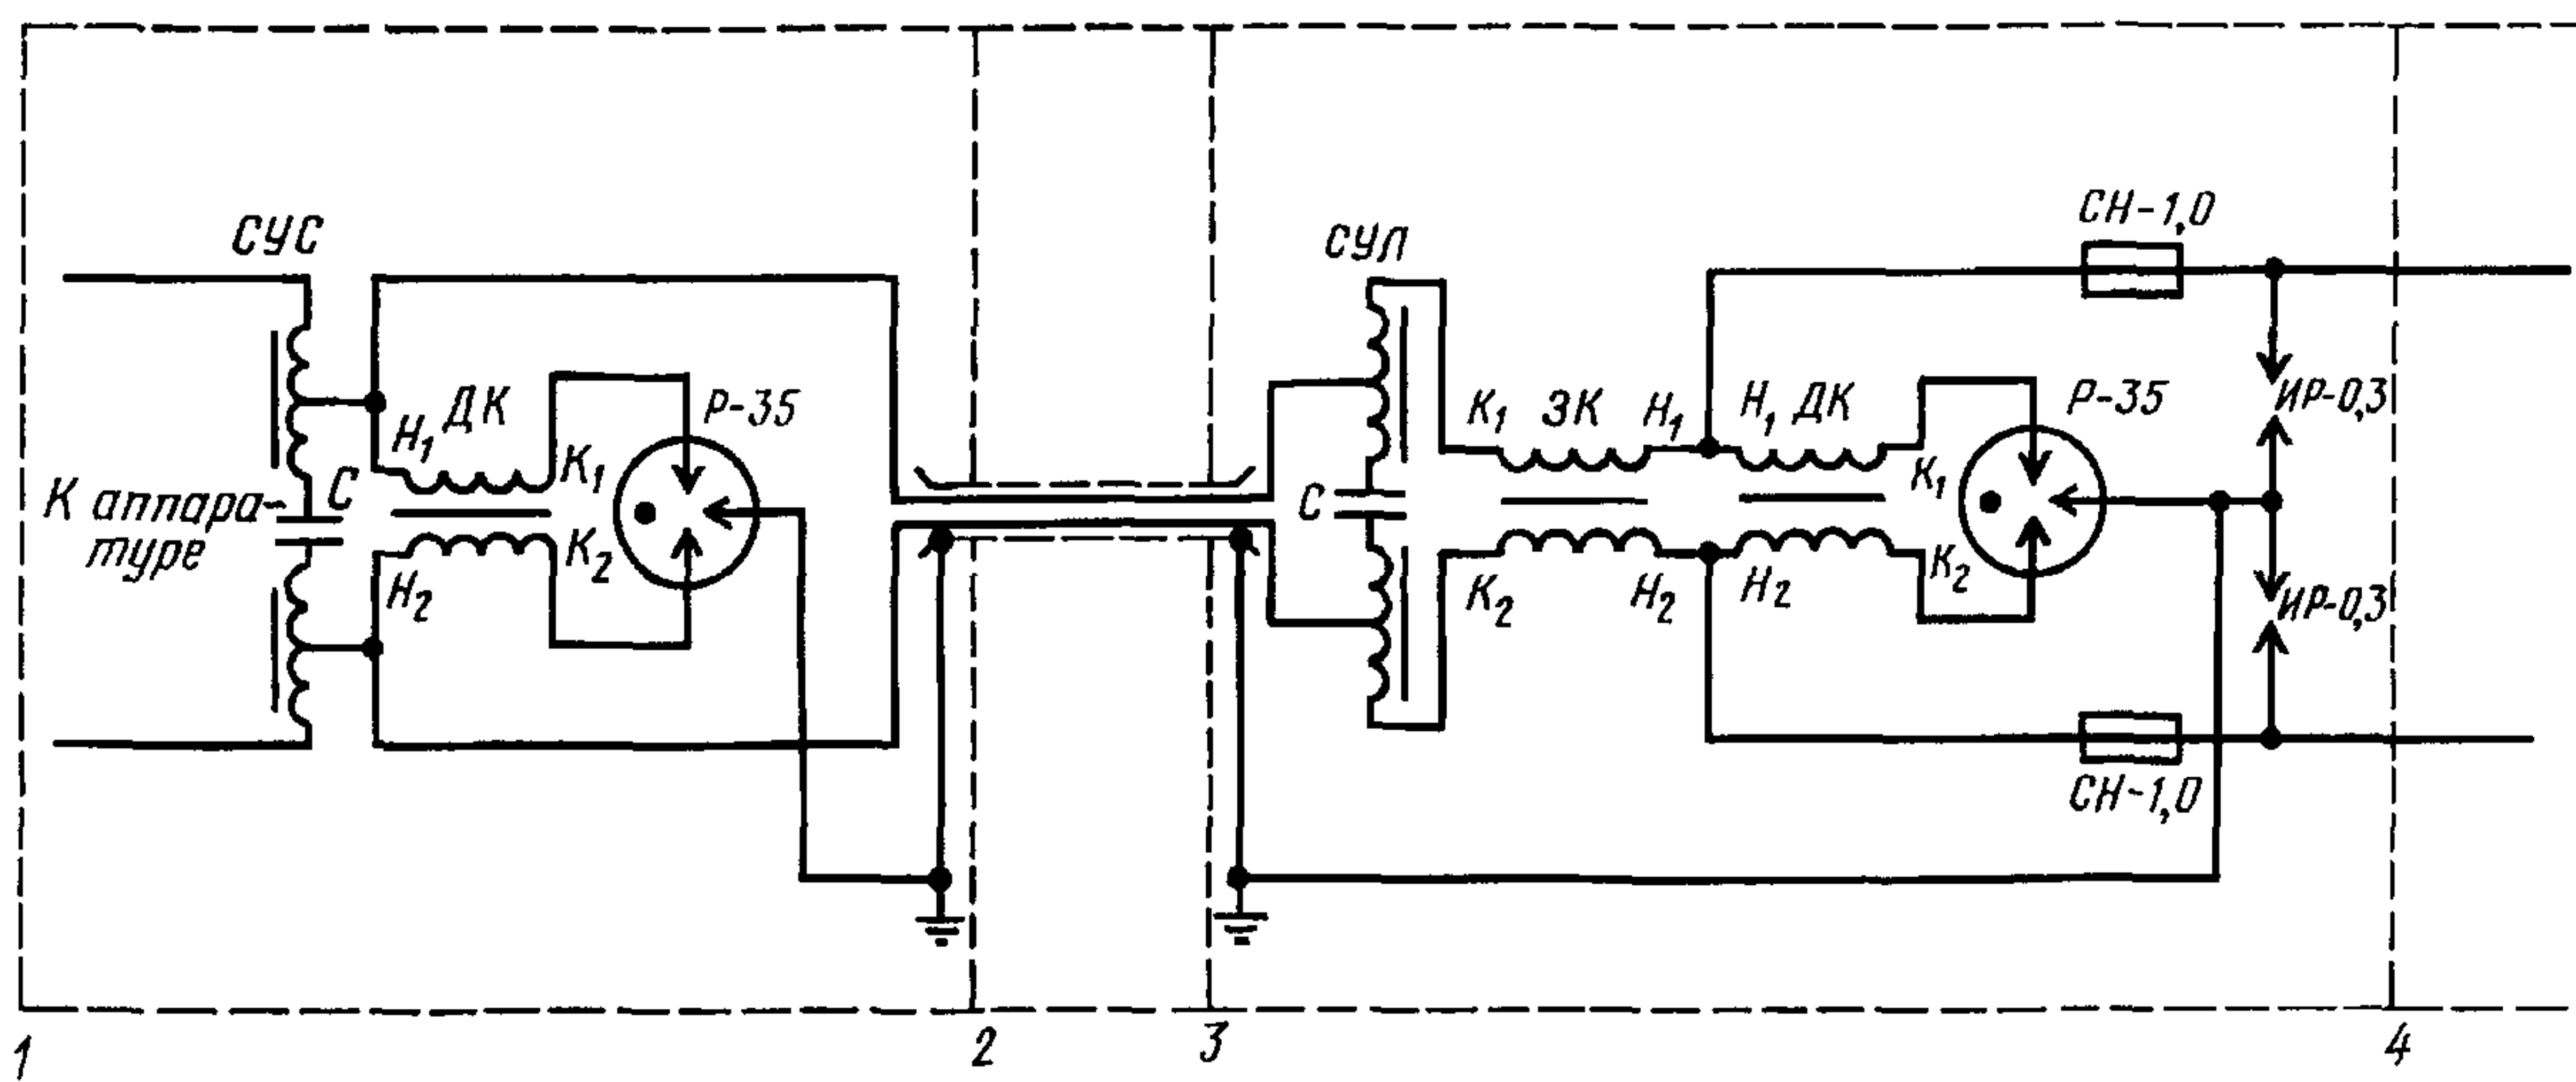 СУС
К аппара-
туре
С
Н1
ДК
К1
Р-35
Н2
К2
СУЛ
С
К1
ЗК
Н1
Н1
ДК
К1
Р-35
К2
Н2
Н2
К2
СН-1,0
ИР-0,3
ИР-0,3
СН-1,0
1
2
3
4